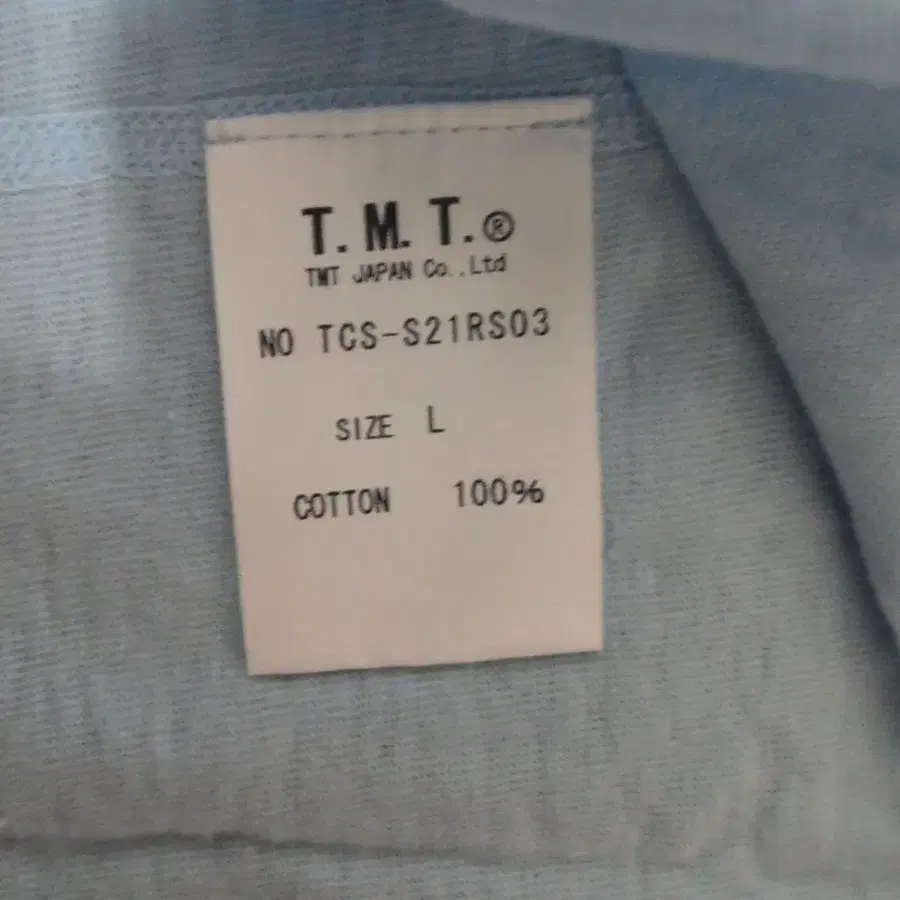 T.M.T.®
TMT JAPAN Co.,Ltd
NO TCS-S21RS03
SIZE L
COTTON 100%